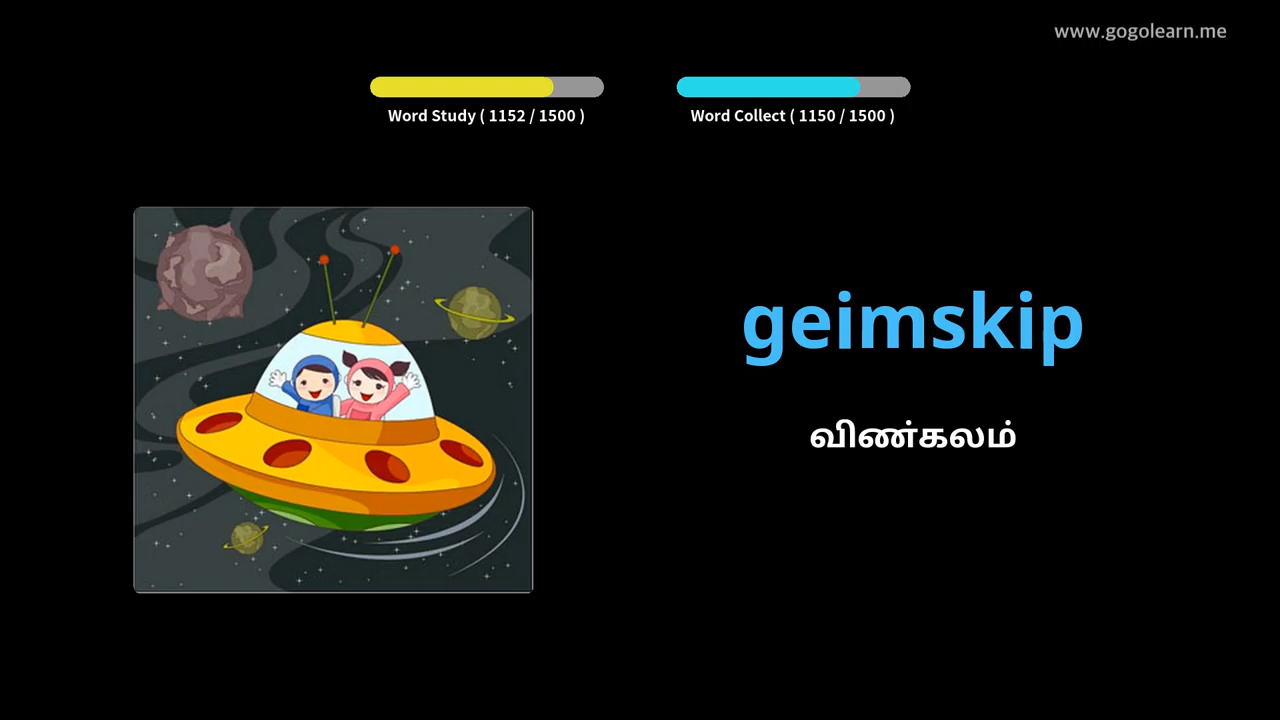 www.gogolearn.me
Word Study ( 1152 / 1500 )
Word Collect ( 1150 / 1500 )
geimskip
விண்கலம்